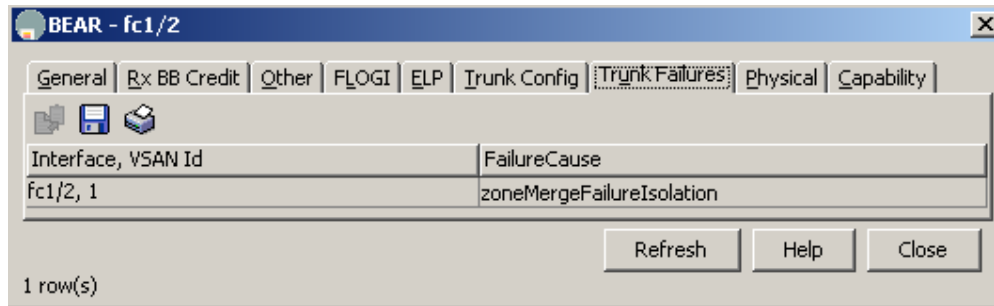 BEAR - fc1/2
General Rx BB Credit Other FLOGI ELP Trunk Config Trunk Failures Physical Capability
Interface, VSAN Id FailureCause
fc1/2, 1 zoneMergeFailureIsolation
Refresh Help Close
1 row(s)